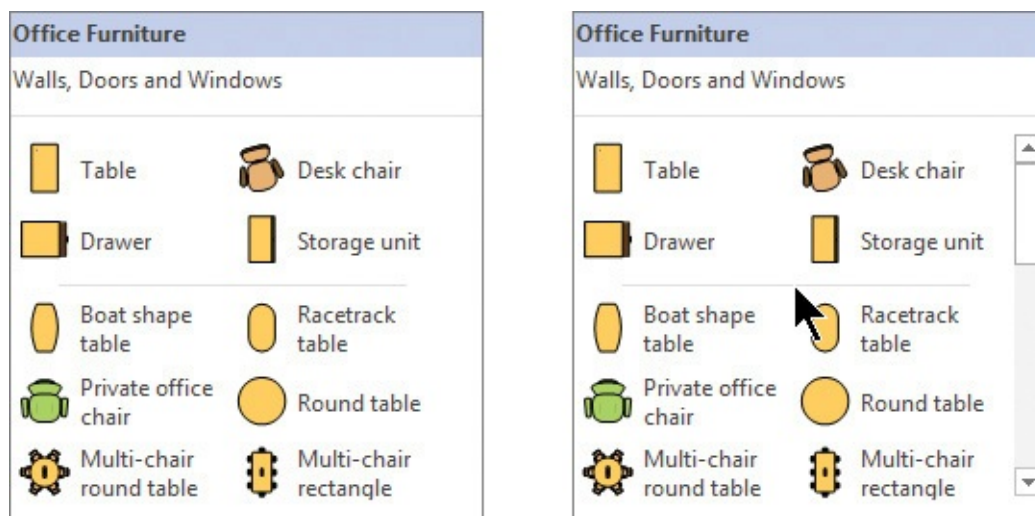 Office Furniture
Walls, Doors and Windows
Table
Desk chair
Drawer
Storage unit
Boat shape
table
Racetrack
table
Private office
chair
Round table
Multi-chair
round table
Multi-chair
rectangle
Office Furniture
Walls, Doors and Windows
Table
Desk chair
Drawer
Storage unit
Boat shape
table
Racetrack
table
Private office
chair
Round table
Multi-chair
round table
Multi-chair
rectangle